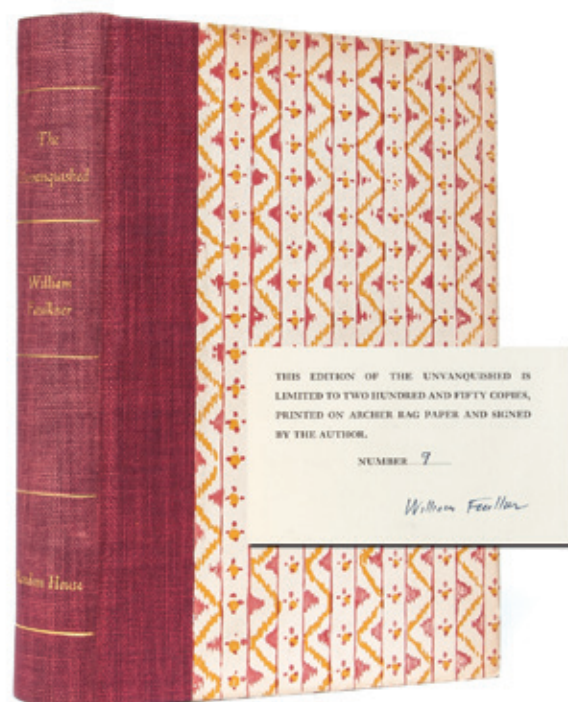 The
Unvanquished
William
Faulkner
Random House
THIS EDITION OF THE UNVANQUISHED IS
LIMITED TO TWO HUNDRED AND FIFTY COPIES,
PRINTED ON ARCHER RAG PAPER AND SIGNED
BY THE AUTHOR.
NUMBER 9
William Faulkner